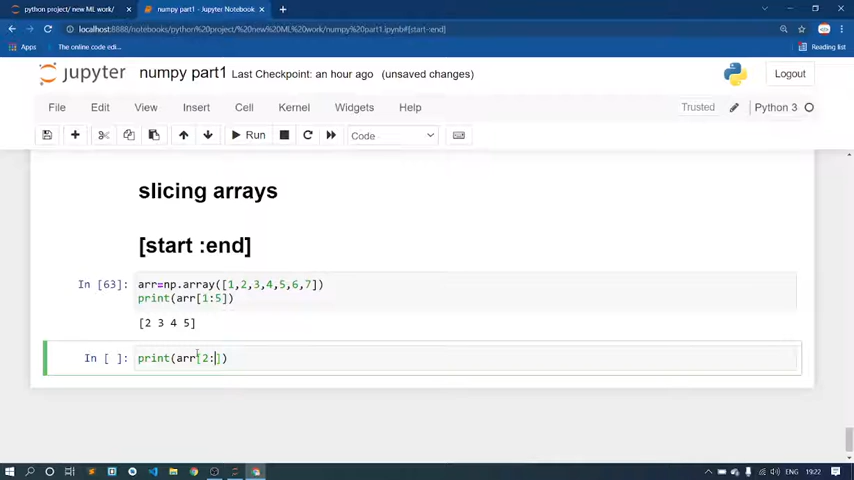 python project/ new ML work/
numpy part1 - Jupyter Notebook
localhost:8888/notebooks/python%20project/%20new%20ML%20work/numpy%20part1.ipynb#[start-:end]
Apps
The online code edi...
Reading list
jupyter numpy part1 Last Checkpoint: an hour ago (unsaved changes)
Logout
File Edit View Insert Cell Kernel Widgets Help
Trusted
Python 3
Run
Code
slicing arrays
[start :end]
In [63]: arr=np.array([1,2,3,4,5,6,7])
print(arr[1:5])
[2 3 4 5]
In [ ]: print(arr[2:])
ENG 19:22